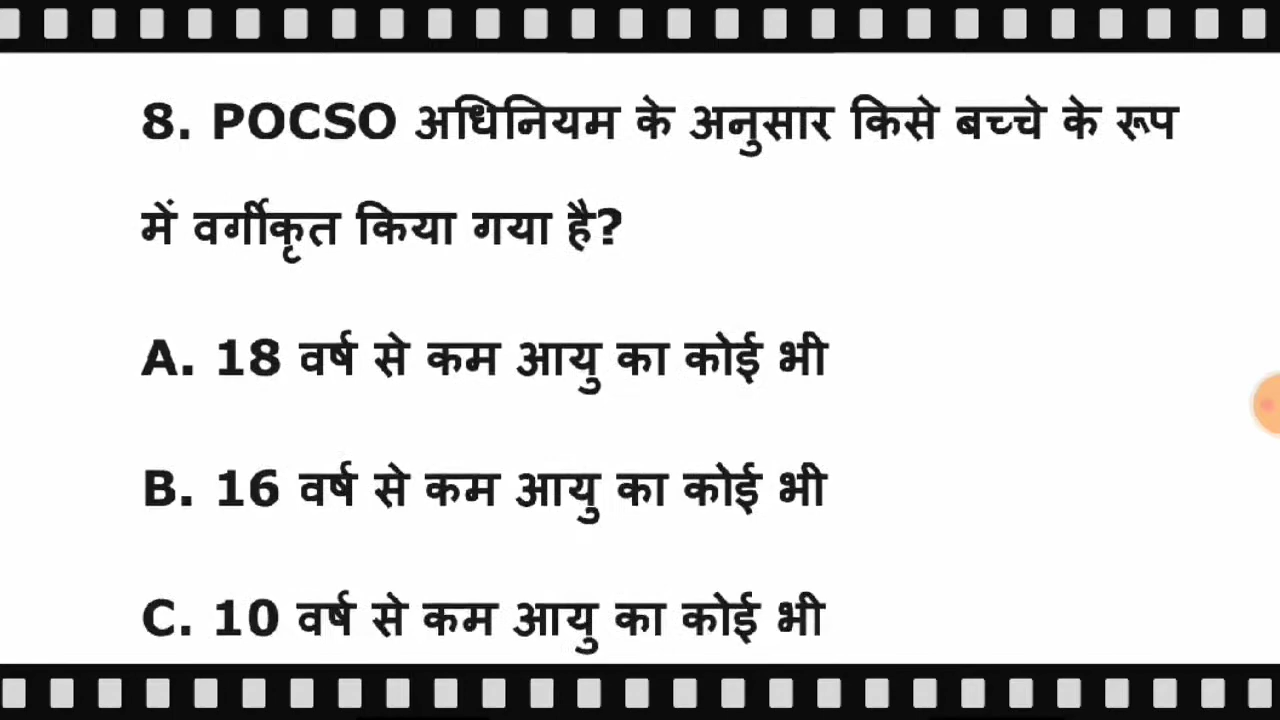 8. POCSO अधिनियम के अनुसार किसे बच्चे के रूप
में वर्गीकृत किया गया है?
A. 18 वर्ष से कम आयु का कोई भी
B. 16 वर्ष से कम आयु का कोई भी
C. 10 वर्ष से कम आयु का कोई भी